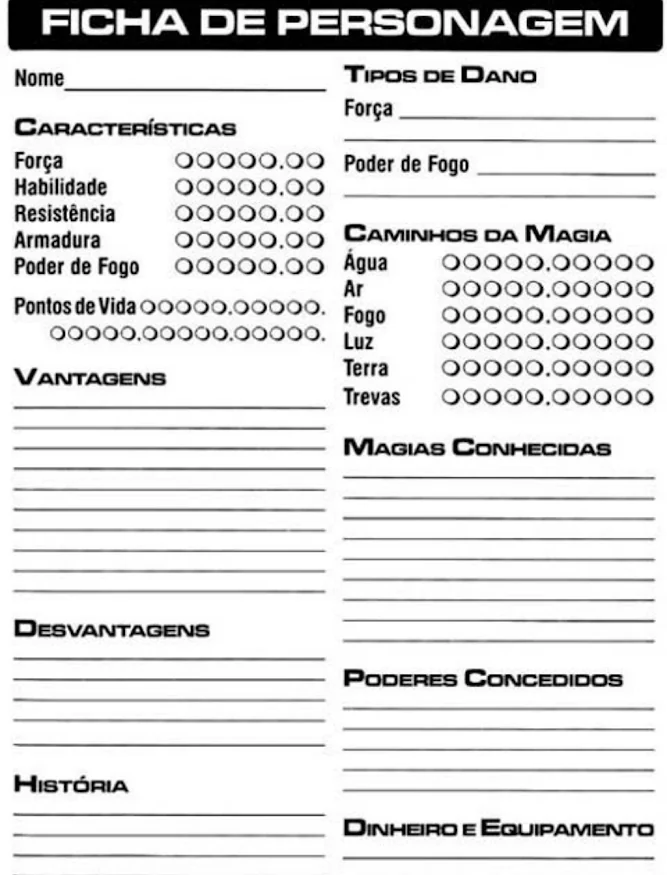 FICHA DE PERSONAGEM
Nome
CARACTERÍSTICAS
Força
Habilidade
Resistência
Armadura
Poder de Fogo
Pontos de Vida
VANTAGENS
DESVANTAGENS
HISTÓRIA
TIPOS DE DANO
Força
Poder de Fogo
CAMINHOS DA MAGIA
Água
Ar
Fogo
Luz
Terra
Trevas
MAGIAS CONHECIDAS
PODERES CONCEDIDOS
DINHEIRO E EQUIPAMENTO